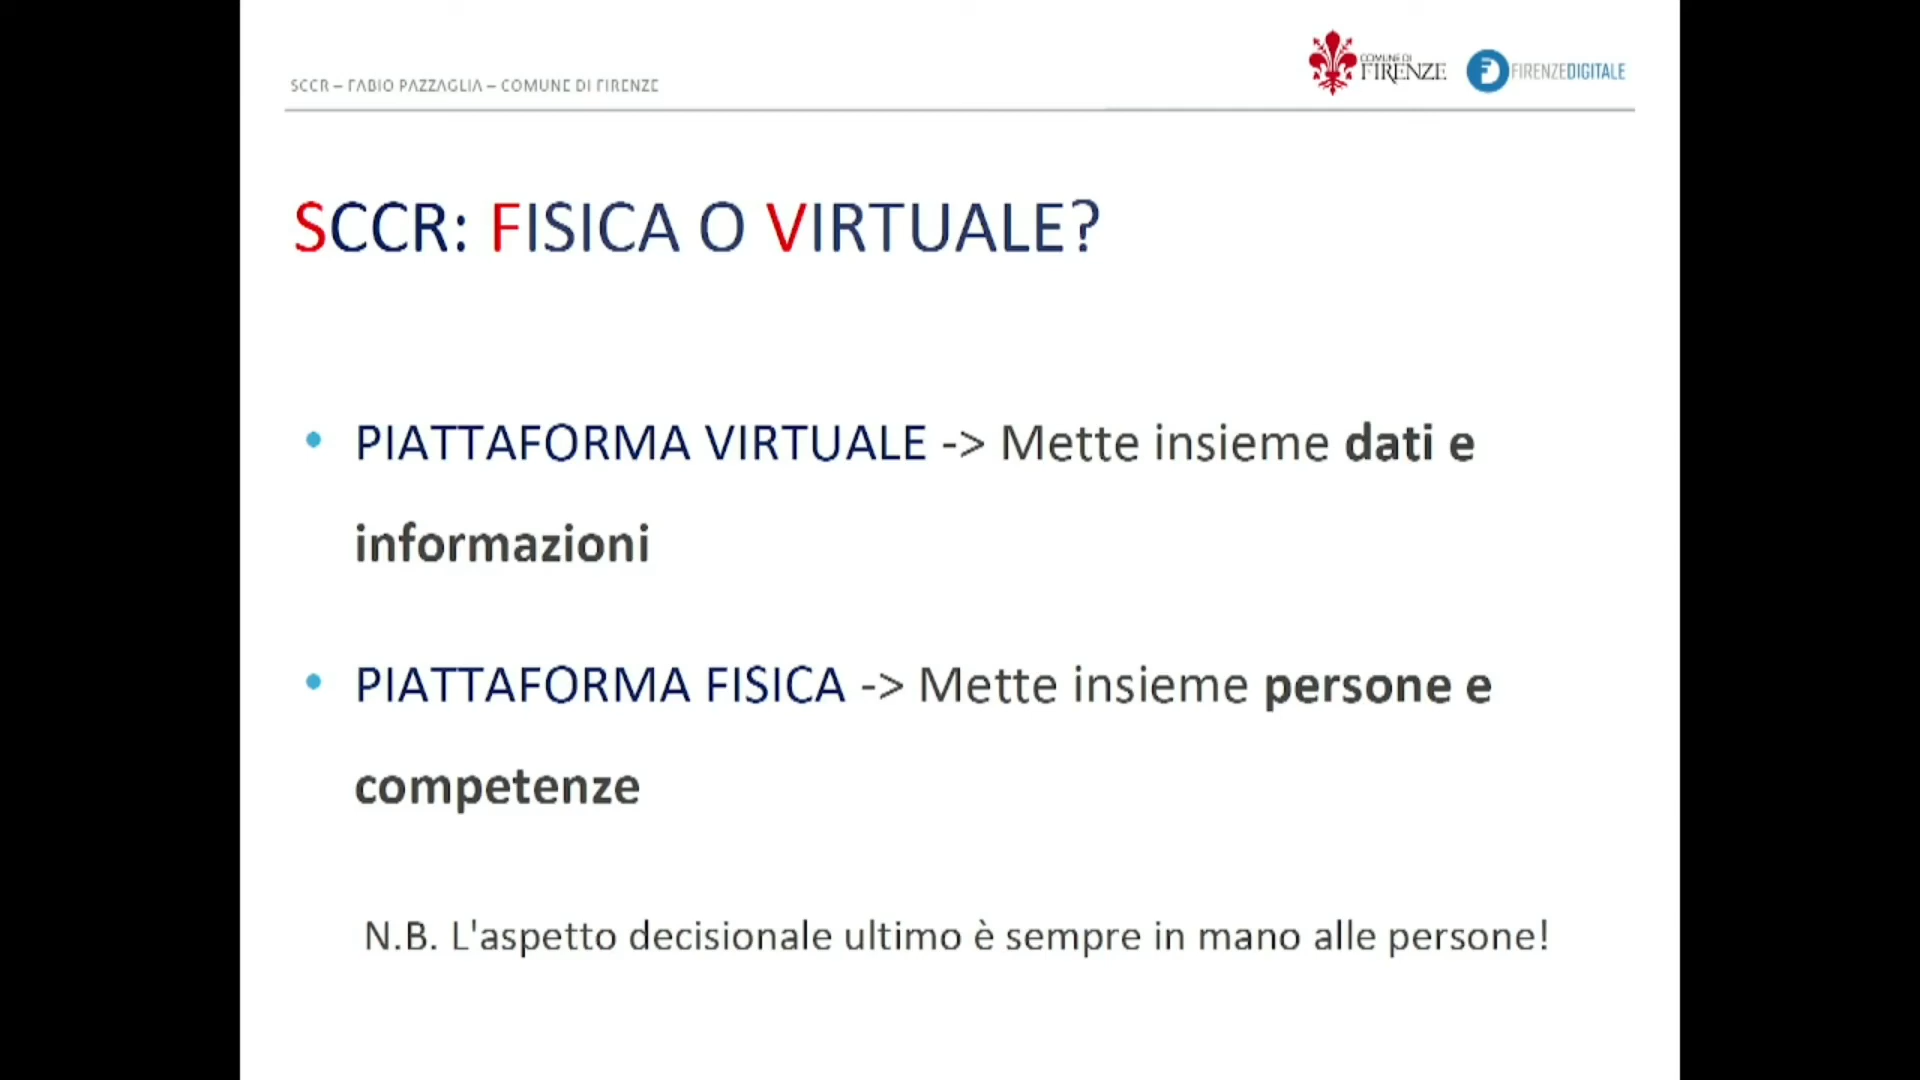 SCCR – FABIO PAZZAGLIA – COMUNE DI FIRENZE
COMUNE DI
FIRENZE
FIRENZEDIGITALE
SCCR: FISICA O VIRTUALE?
• PIATTAFORMA VIRTUALE -> Mette insieme dati e
informazioni
• PIATTAFORMA FISICA -> Mette insieme persone e
competenze
N.B. L'aspetto decisionale ultimo è sempre in mano alle persone!